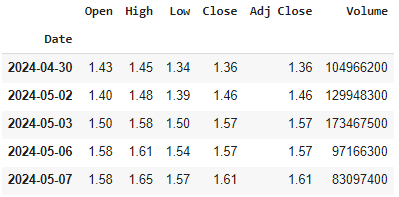 Open High Low Close Adj Close Volume
Date
2024-04-30 1.43 1.45 1.34 1.36 1.36 104966200
2024-05-02 1.40 1.48 1.39 1.46 1.46 129948300
2024-05-03 1.50 1.58 1.50 1.57 1.57 173467400
2024-05-06 1.58 1.61 1.54 1.57 1.57 97166300
2024-05-07 1.58 1.65 1.57 1.61 1.61 83097400